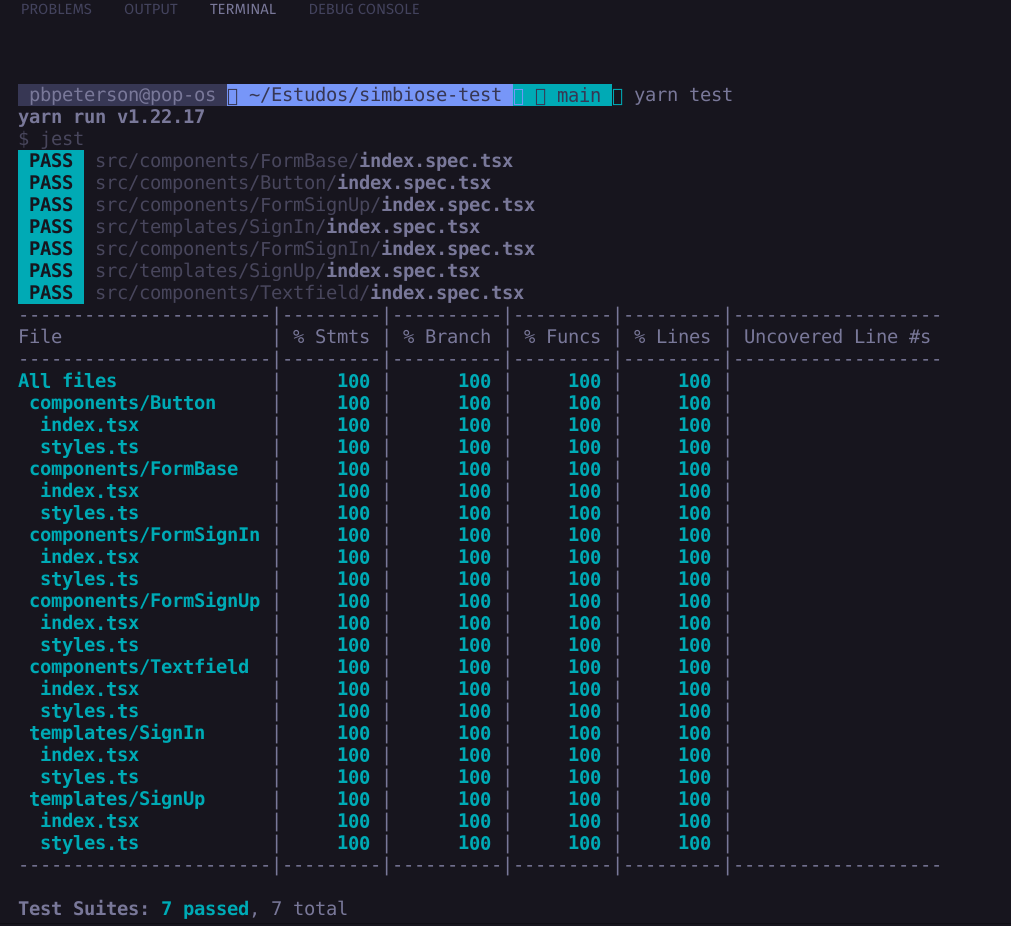 PROBLEMS OUTPUT TERMINAL DEBUG CONSOLE
pbpeterson@pop-os ~/Estudos/simbiose-test main yarn test
yarn run v1.22.17
$ jest
PASS src/components/FormBase/index.spec.tsx
PASS src/components/Button/index.spec.tsx
PASS src/components/FormSignUp/index.spec.tsx
PASS src/templates/SignIn/index.spec.tsx
PASS src/components/FormSignIn/index.spec.tsx
PASS src/templates/SignUp/index.spec.tsx
PASS src/components/Textfield/index.spec.tsx
-----------------------|---------|----------|---------|---------|-------------------
File | % Stmts | % Branch | % Funcs | % Lines | Uncovered Line #s
-----------------------|---------|----------|---------|---------|-------------------
All files | 100 | 100 | 100 | 100 |
components/Button | 100 | 100 | 100 | 100 |
index.tsx | 100 | 100 | 100 | 100 |
styles.ts | 100 | 100 | 100 | 100 |
components/FormBase | 100 | 100 | 100 | 100 |
index.tsx | 100 | 100 | 100 | 100 |
styles.ts | 100 | 100 | 100 | 100 |
components/FormSignIn | 100 | 100 | 100 | 100 |
index.tsx | 100 | 100 | 100 | 100 |
styles.ts | 100 | 100 | 100 | 100 |
components/FormSignUp | 100 | 100 | 100 | 100 |
index.tsx | 100 | 100 | 100 | 100 |
styles.ts | 100 | 100 | 100 | 100 |
components/Textfield | 100 | 100 | 100 | 100 |
index.tsx | 100 | 100 | 100 | 100 |
styles.ts | 100 | 100 | 100 | 100 |
templates/SignIn | 100 | 100 | 100 | 100 |
index.tsx | 100 | 100 | 100 | 100 |
styles.ts | 100 | 100 | 100 | 100 |
templates/SignUp | 100 | 100 | 100 | 100 |
index.tsx | 100 | 100 | 100 | 100 |
styles.ts | 100 | 100 | 100 | 100 |
-----------------------|---------|----------|---------|---------|-------------------
Test Suites: 7 passed, 7 total